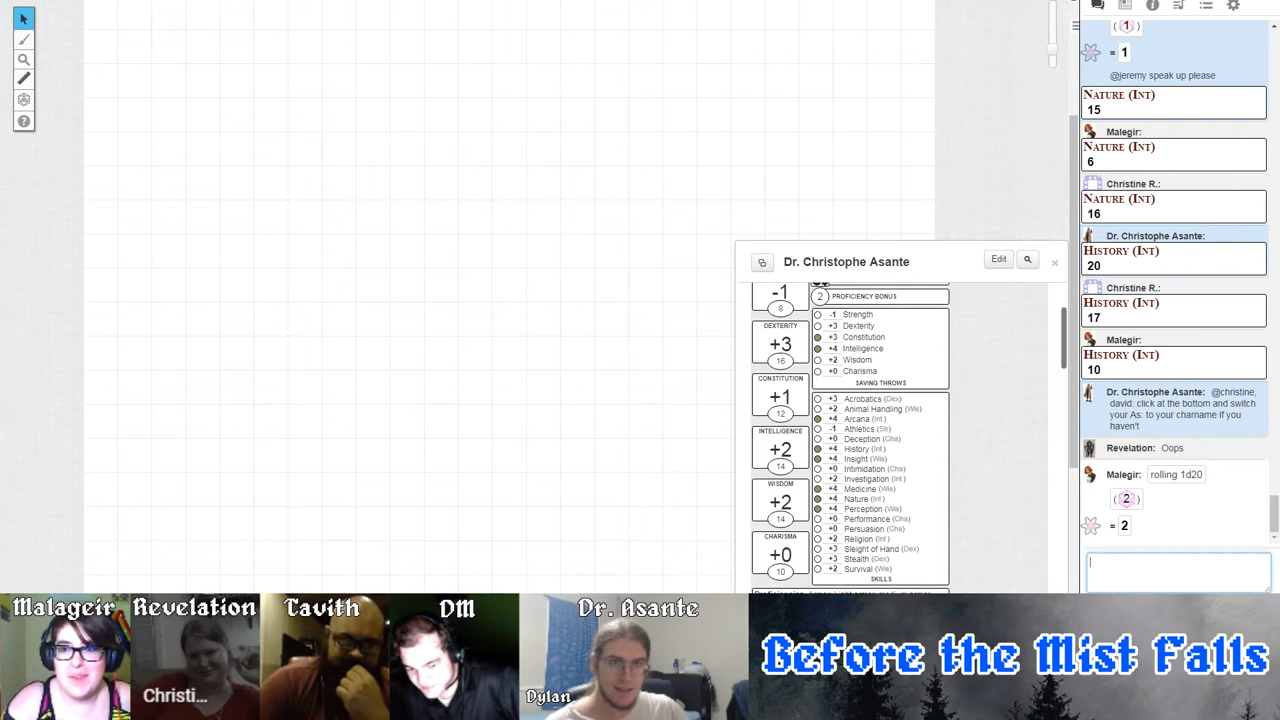 (1)
= 1
@jeremy speak up please
Nature (Int)
15
Malegir:
Nature (Int)
6
Christine R.:
Nature (Int)
16
Dr. Christophe Asante:
History (Int)
20
Christine R.:
History (Int)
17
Malegir:
History (Int)
10
Dr. Christophe Asante: @christine,
david: click at the bottom and switch
your As: to your charname if you
haven't
Revelation: Oops
Malegir: rolling 1d20
(2)
= 2
Dr. Christophe Asante
Edit
-1
8
DEXTERITY
+3
16
CONSTITUTION
+1
12
INTELLIGENCE
+2
14
WISDOM
+2
14
CHARISMA
+0
10
2 PROFICIENCY BONUS
-1 Strength
+3 Dexterity
+3 Constitution
+4 Intelligence
+2 Wisdom
+0 Charisma
SAVING THROWS
+3 Acrobatics (Dex)
+2 Animal Handling (Wis)
+4 Arcana (Int)
-1 Athletics (Str)
+0 Deception (Cha)
+4 History (Int)
+4 Insight (Wis)
+0 Intimidation (Cha)
+2 Investigation (Int)
+4 Medicine (Wis)
+4 Nature (Int)
+4 Perception (Wis)
+0 Performance (Cha)
+0 Persuasion (Cha)
+2 Religion (Int)
+3 Sleight of Hand (Dex)
+3 Stealth (Dex)
+2 Survival (Wis)
SKILLS
Malageir
Revelation
Tavith
DM
Dr. Asante
Christi...
Dylan
Before the Mist Falls